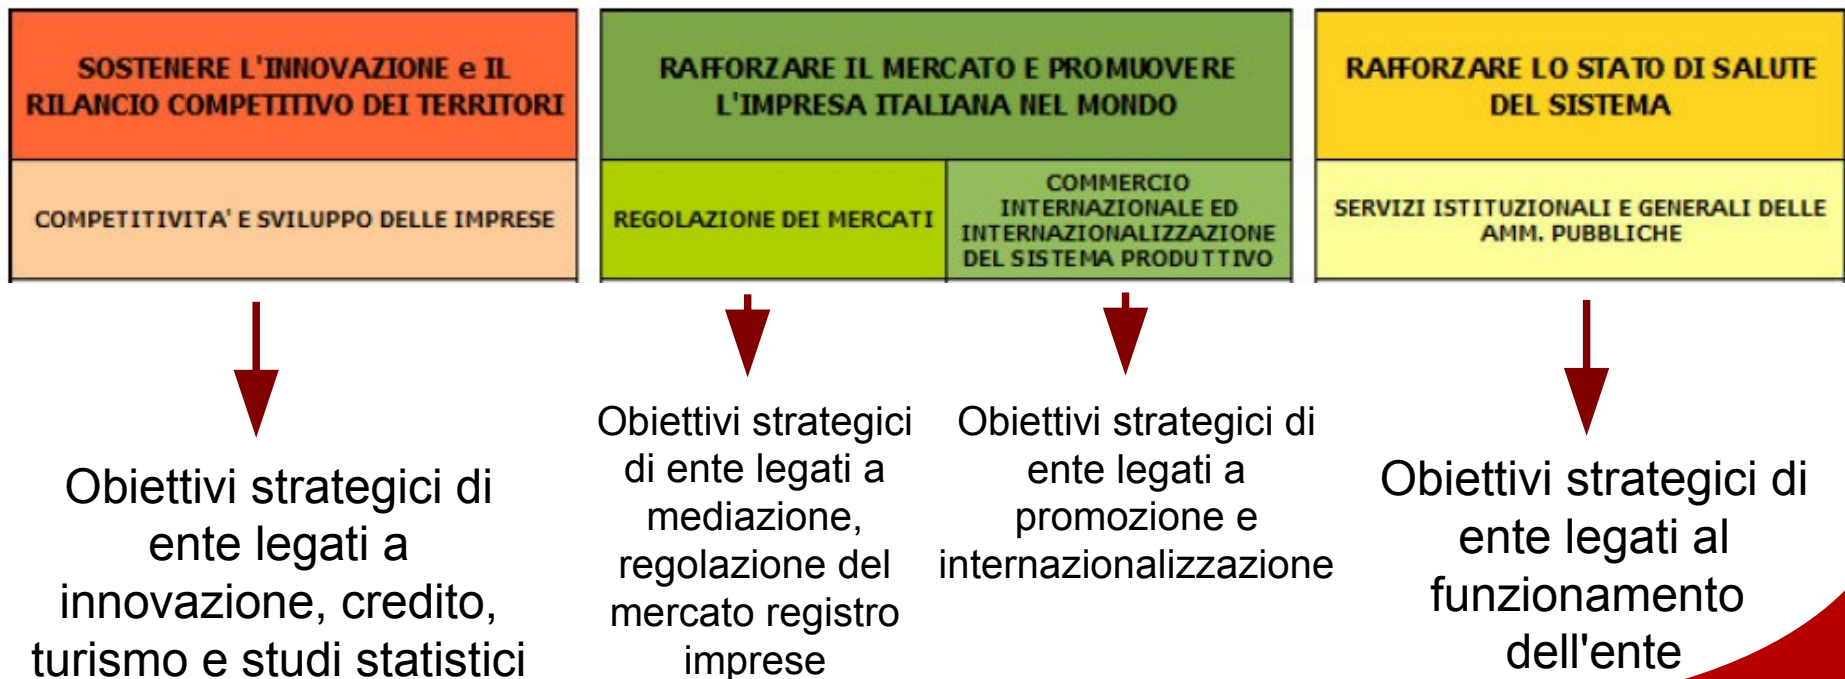 SOSTENERE L'INNOVAZIONE e IL
RILANCIO COMPETITIVO DEI TERRITORI
COMPETITIVITA' E SVILUPPO DELLE IMPRESE
RAFFORZARE IL MERCATO E PROMUOVERE
L'IMPRESA ITALIANA NEL MONDO
REGOLAZIONE DEI MERCATI
COMMERCIO
INTERNAZIONALE ED
INTERNAZIONALIZZAZIONE
DEL SISTEMA PRODUTTIVO
RAFFORZARE LO STATO DI SALUTE
DEL SISTEMA
SERVIZI ISTITUZIONALI E GENERALI DELLE
AMM. PUBBLICHE
Obiettivi strategici di
ente legati a
innovazione, credito,
turismo e studi statistici
Obiettivi strategici
di ente legati a
mediazione,
regolazione del
mercato registro
imprese
Obiettivi strategici di
ente legati a
promozione e
internazionalizzazione
Obiettivi strategici di
ente legati al
funzionamento
dell'ente